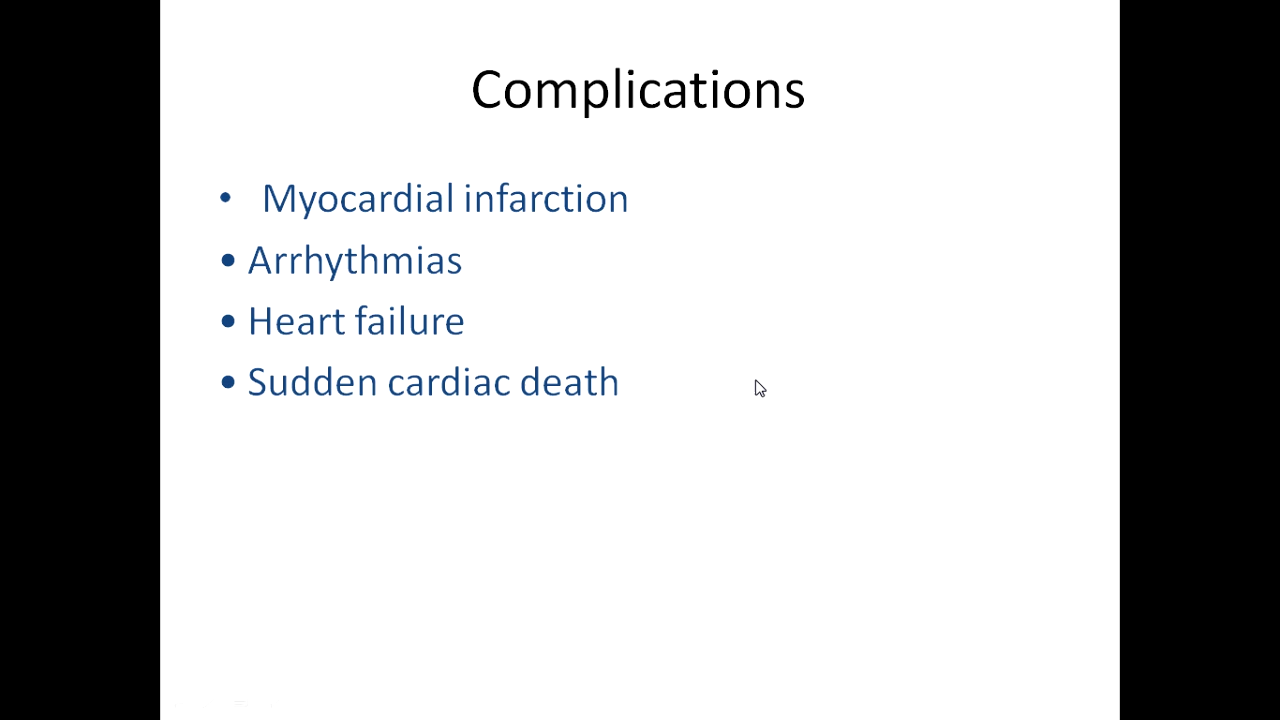 Complications
• Myocardial infarction
• Arrhythmias
• Heart failure
• Sudden cardiac death